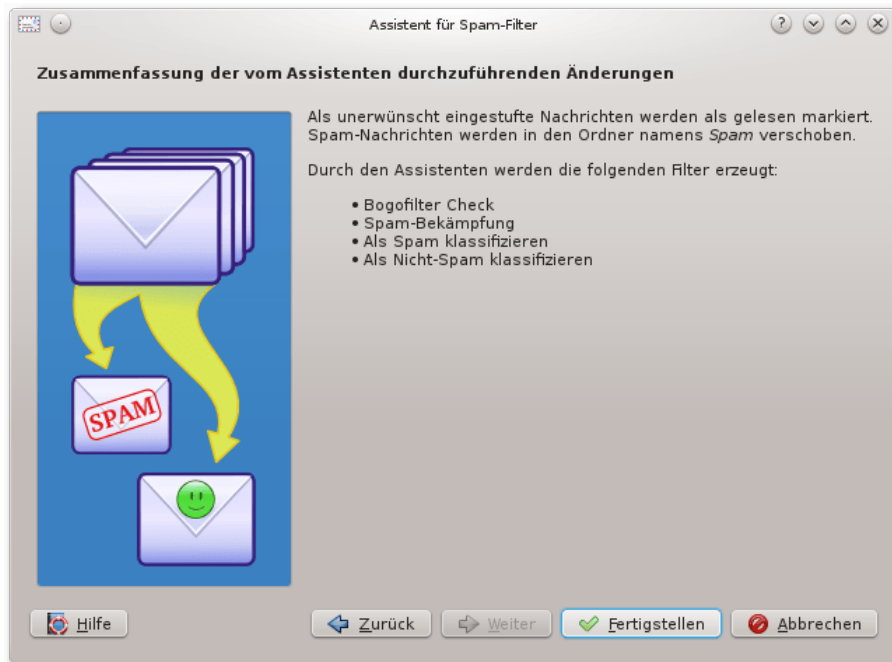 Assistent für Spam-Filter
Zusammenfassung der vom Assistenten durchzuführenden Änderungen
Als unerwünscht eingestufte Nachrichten werden als gelesen markiert.
Spam-Nachrichten werden in den Ordner namens Spam verschoben.
Durch den Assistenten werden die folgenden Filter erzeugt:
• Bogofilter Check
• Spam-Bekämpfung
• Als Spam klassifizieren
• Als Nicht-Spam klassifizieren
SPAM
Hilfe
Zurück
Weiter
Fertigstellen
Abbrechen